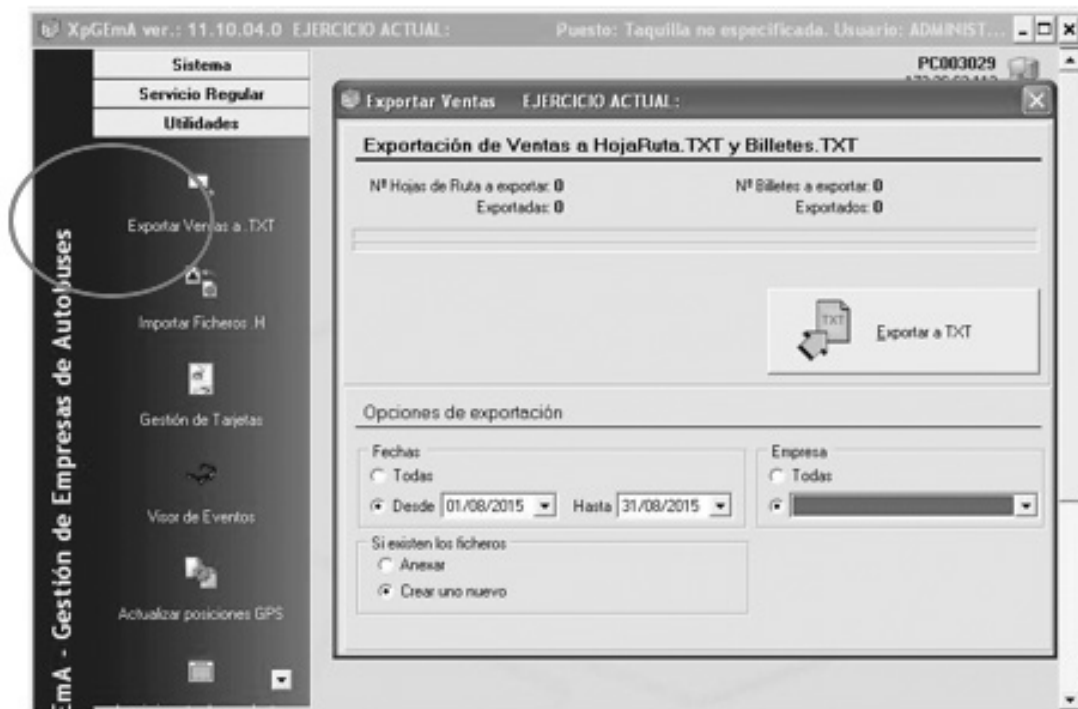 XpGEmA ver.: 11.10.04.0 EJERCICIO ACTUAL: Puesto: Taquilla no especificada. Usuario: ADMINIST...
Sistema
Servicio Regular
Utilidades
Exportar Ventas a .TXT
Importar Ficheros .H
Gestión de Tarjetas
Visor de Eventos
Actualizar posiciones GPS
EmA - Gestión de Empresas de Autobuses
PC003029
Exportar Ventas EJERCICIO ACTUAL:
Exportación de Ventas a HojaRuta.TXT y Billetes.TXT
Nº Hojas de Ruta a exportar: 0 Nº Billetes a exportar: 0
Exportadas: 0 Exportados: 0
TXT
Exportar a TXT
Opciones de exportación
Fechas
Todas
Desde 01/08/2015 Hasta 31/08/2015
Empresa
Todas
Si existen los ficheros
Anexar
Crear uno nuevo